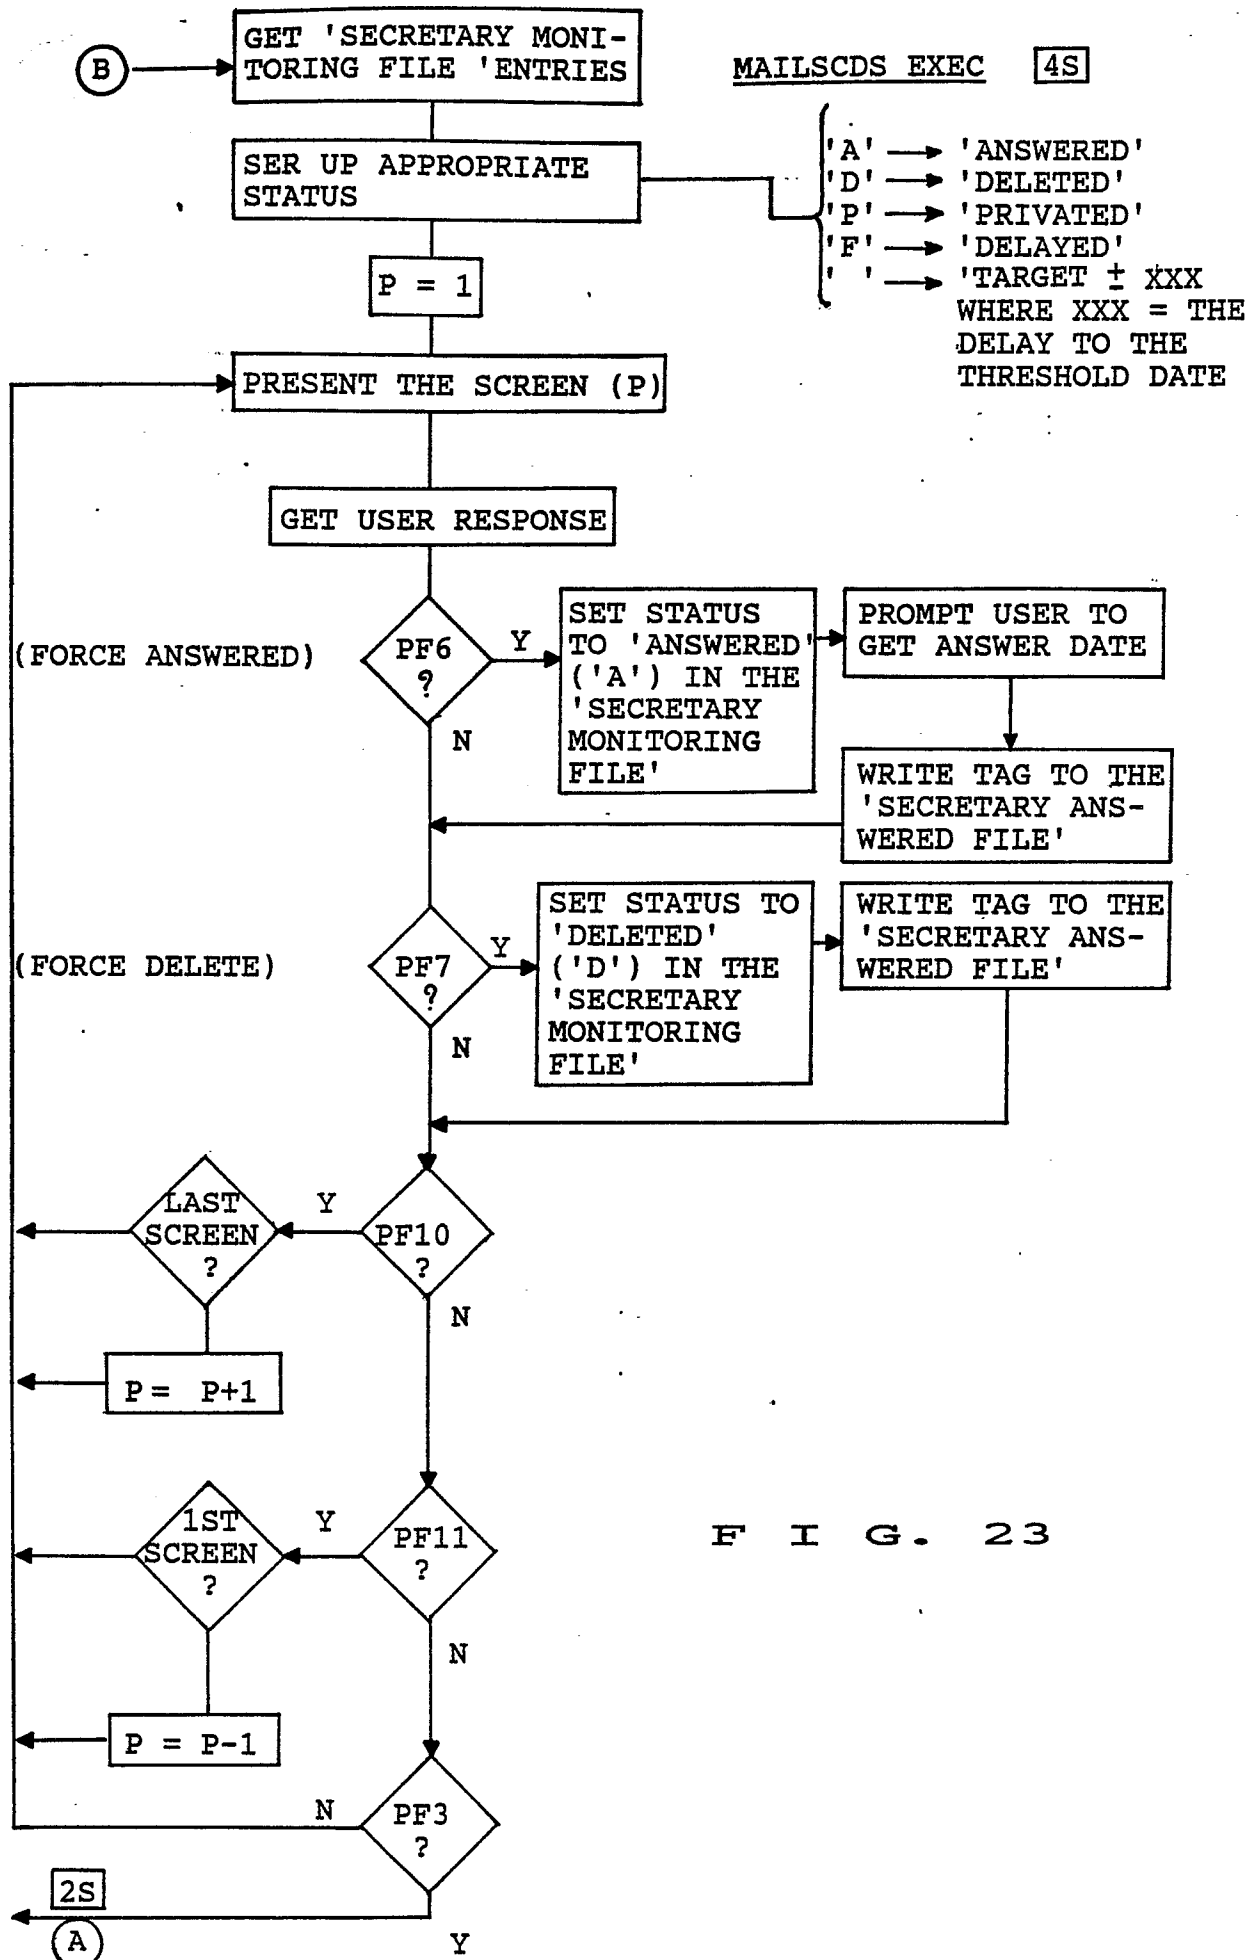 B
GET 'SECRETARY MONI-
TORING FILE 'ENTRIES
MAILSCDS EXEC 4S
SER UP APPROPRIATE
STATUS
'A' → 'ANSWERED'
'D' → 'DELETED'
'P' → 'PRIVATED'
'F' → 'DELAYED'
' ' → 'TARGET ± XXX
WHERE XXX = THE
DELAY TO THE
THRESHOLD DATE
P = 1
PRESENT THE SCREEN (P)
GET USER RESPONSE
(FORCE ANSWERED)
PF6
?
Y
N
SET STATUS
TO 'ANSWERED'
('A') IN THE
'SECRETARY
MONITORING
FILE'
PROMPT USER TO
GET ANSWER DATE
WRITE TAG TO THE
'SECRETARY ANS-
WERED FILE'
(FORCE DELETE)
PF7
?
Y
N
SET STATUS TO
'DELETED'
('D') IN THE
'SECRETARY
MONITORING
FILE'
WRITE TAG TO THE
'SECRETARY ANS-
WERED FILE'
LAST
SCREEN
?
Y
PF10
?
N
P = P+1
1ST
SCREEN
?
Y
PF11
?
N
P = P-1
N
PF3
?
Y
2S
A
FIG. 23